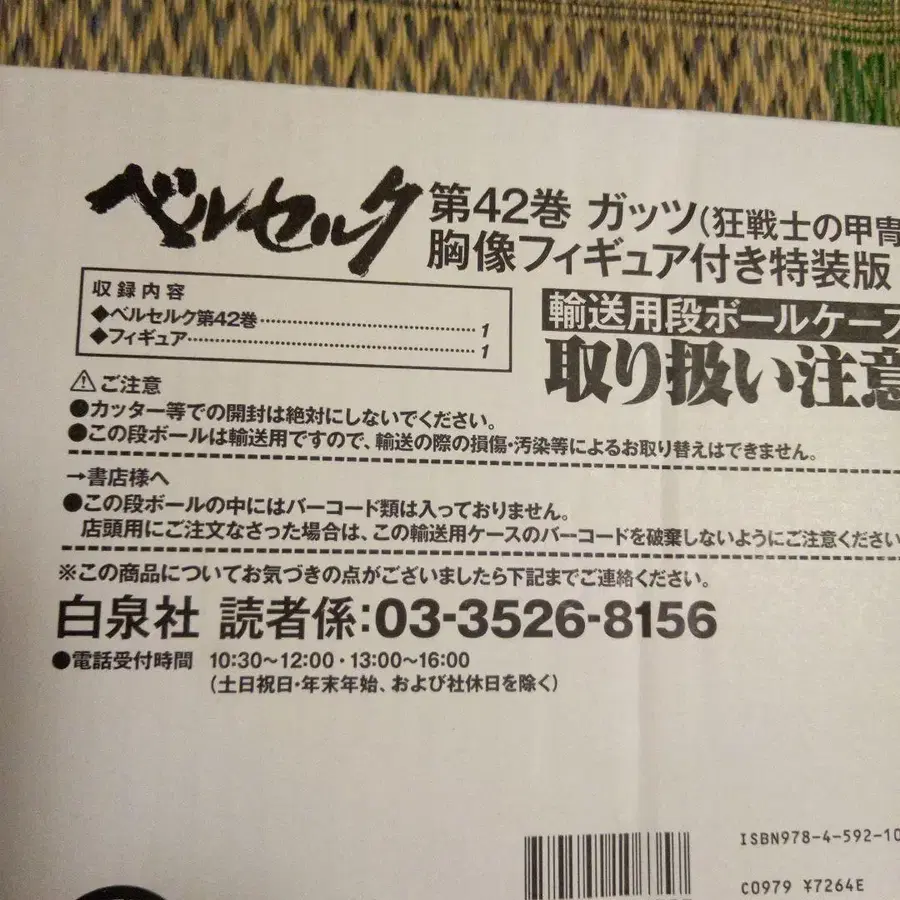 ベルセルク 第42巻 ガッツ(狂戦士の甲冑
胸像フィギュア付き特装版
収録内容
◆ベルセルク第42巻…………………………1
◆フィギュア…………………………………1
輸送用段ボールケース
取り扱い注意
⚠ご注意
●カッター等での開封は絶対にしないでください。
●この段ボールは輸送用ですので、輸送の際の損傷・汚染等によるお取り替えはできません。
→書店様へ
●この段ボールの中にはバーコード類は入っておりません。
店頭用にご注文なさった場合は、この輸送用ケースのバーコードを破棄しないようにご注意ください
※この商品についてお気づきの点がございましたら下記までご連絡ください。
白泉社 読者係:03-3526-8156
●電話受付時間 10:30〜12:00・13:00〜16:00
(土日祝日・年末年始、および社休日を除く)
ISBN978-4-592-10
C0979 ¥7264E